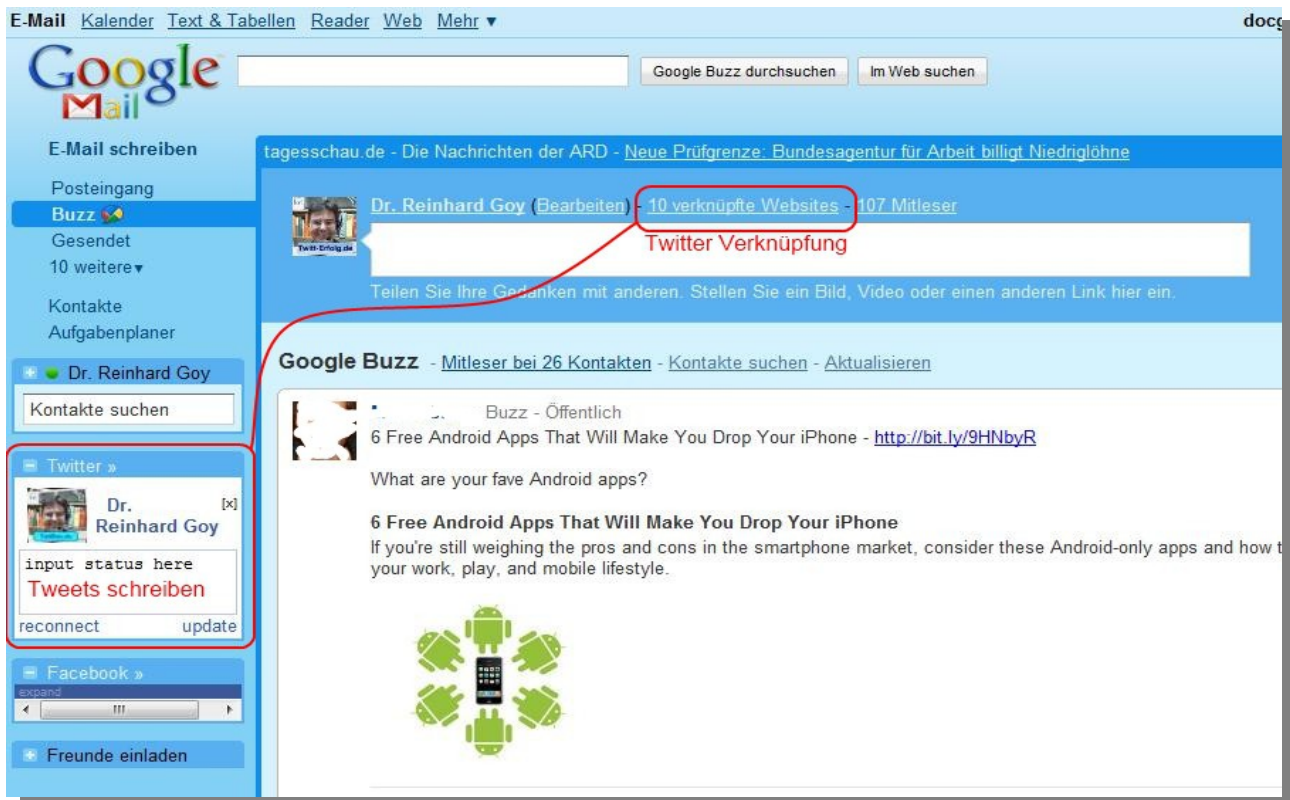 E-Mail Kalender Text & Tabellen Reader Web Mehr ▼
Google Mail
Google Buzz durchsuchen Im Web suchen
E-Mail schreiben
Posteingang
Buzz
Gesendet
10 weitere ▾
Kontakte
Aufgabenplaner
Dr. Reinhard Goy
Kontakte suchen
Twitter »
Dr. [x]
Reinhard Goy
input status here
Tweets schreiben
reconnect update
Facebook »
expand
Freunde einladen
tagesschau.de - Die Nachrichten der ARD - Neue Prüfgrenze: Bundesagentur für Arbeit billigt Niedriglöhne
Dr. Reinhard Goy (Bearbeiten) - 10 verknüpfte Websites - 107 Mitleser
Twitt-Erfolg.de
Twitter Verknüpfung
Teilen Sie Ihre Gedanken mit anderen. Stellen Sie ein Bild, Video oder einen anderen Link hier ein.
Google Buzz - Mitleser bei 26 Kontakten - Kontakte suchen - Aktualisieren
Buzz - Öffentlich
6 Free Android Apps That Will Make You Drop Your iPhone - http://bit.ly/9HNbyR
What are your fave Android apps?
6 Free Android Apps That Will Make You Drop Your iPhone
If you're still weighing the pros and cons in the smartphone market, consider these Android-only apps and how
your work, play, and mobile lifestyle.